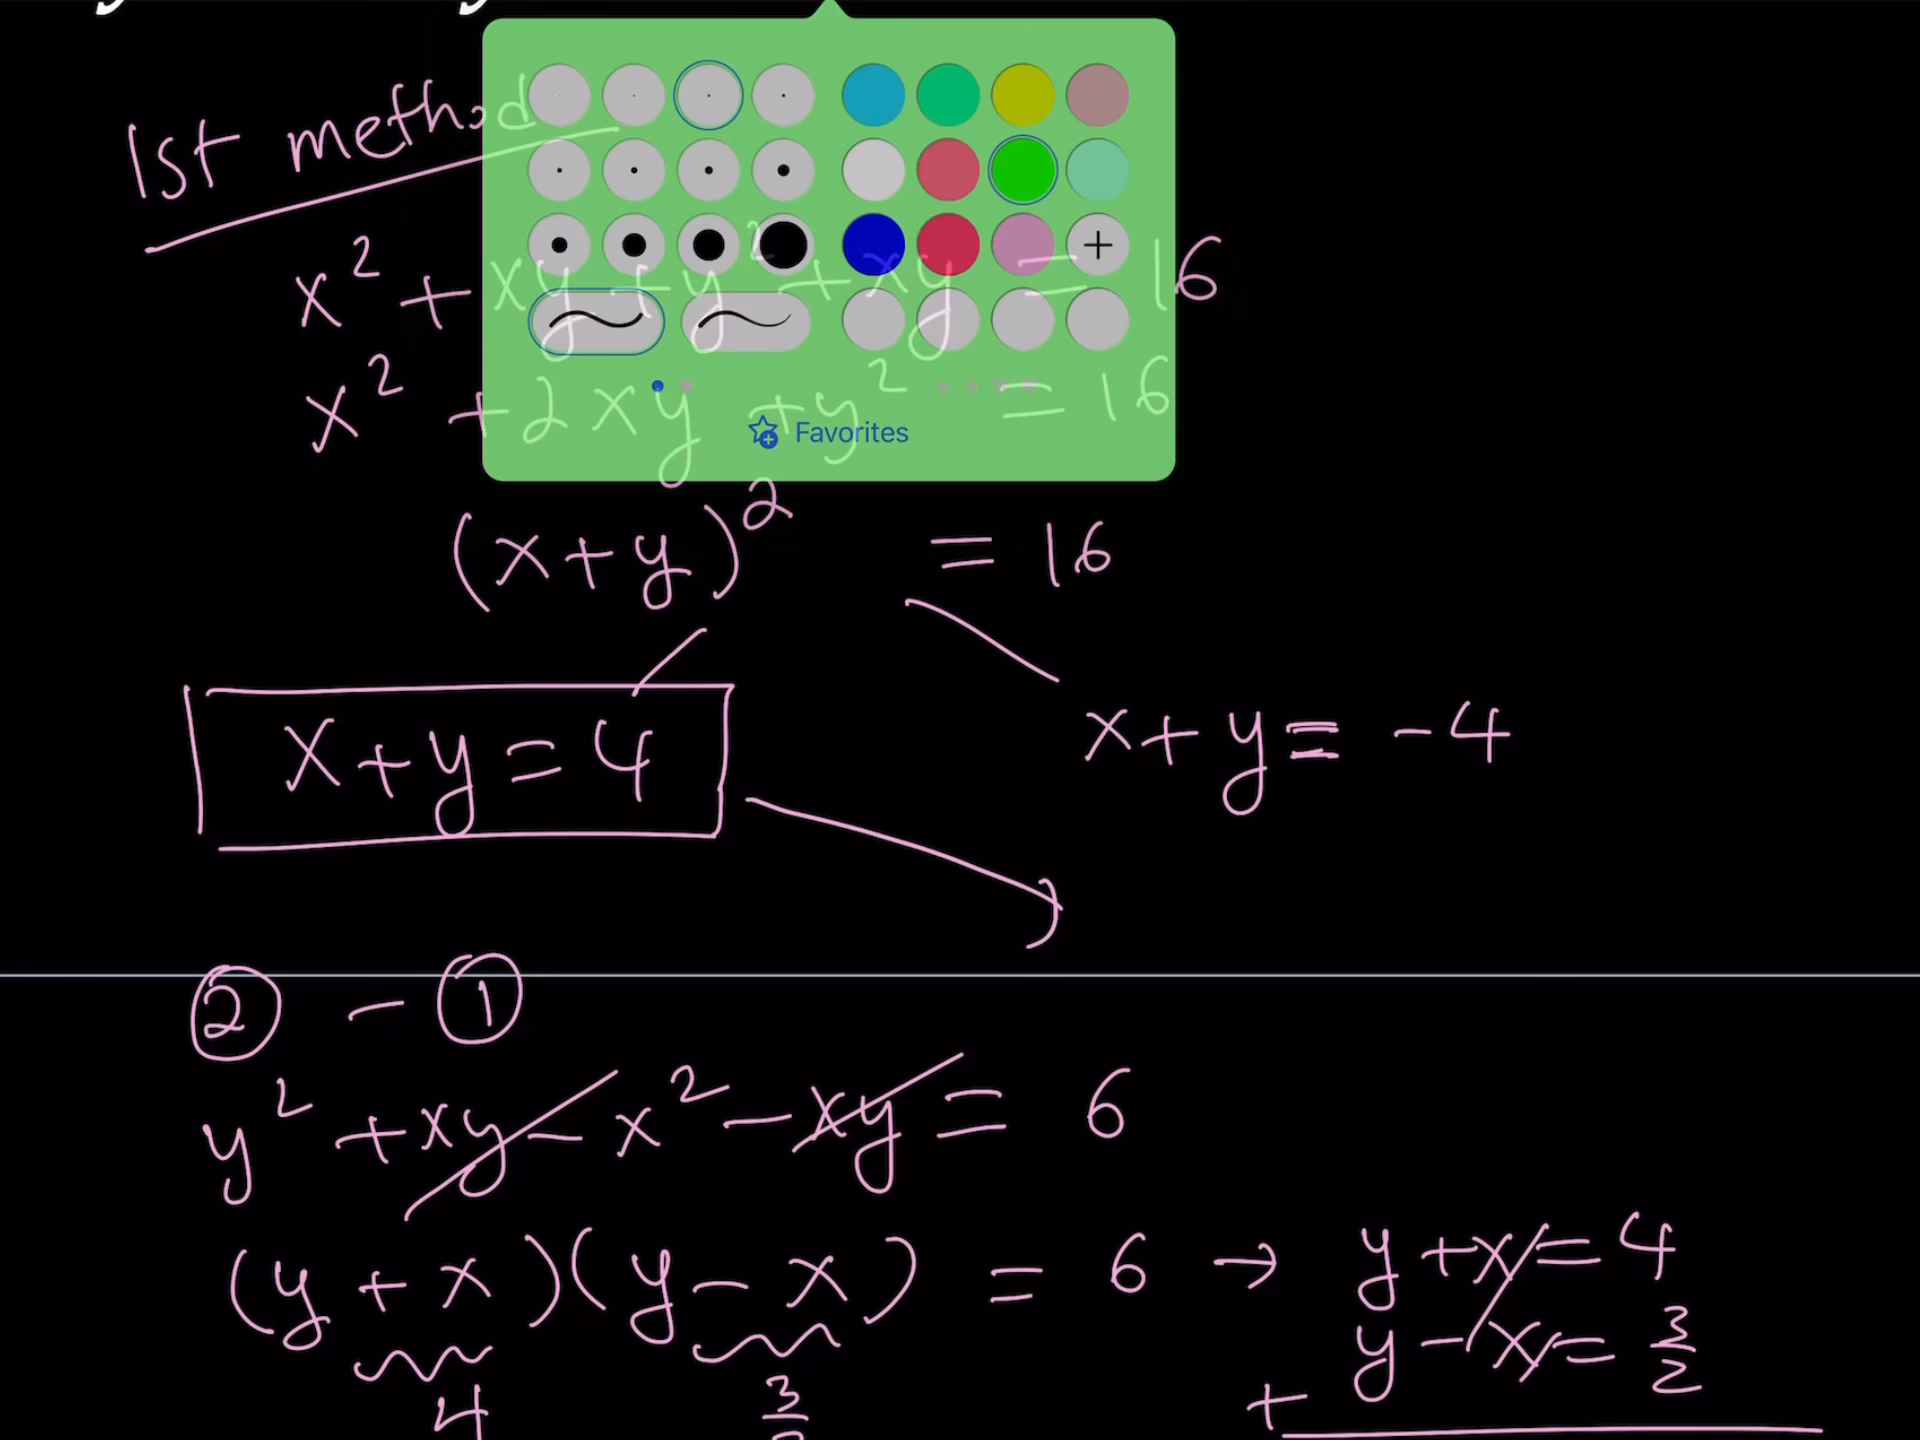 1st method
x² + xy + y² + xy = 16
x² + 2xy + y² = 16
Favorites
(x+y)² = 16
x+y=4
x+y=-4
② - ①
y² + xy - x² - xy = 6
(y + x)(y - x) = 6 → y + x = 4
y - x = 3/2
4
3
+